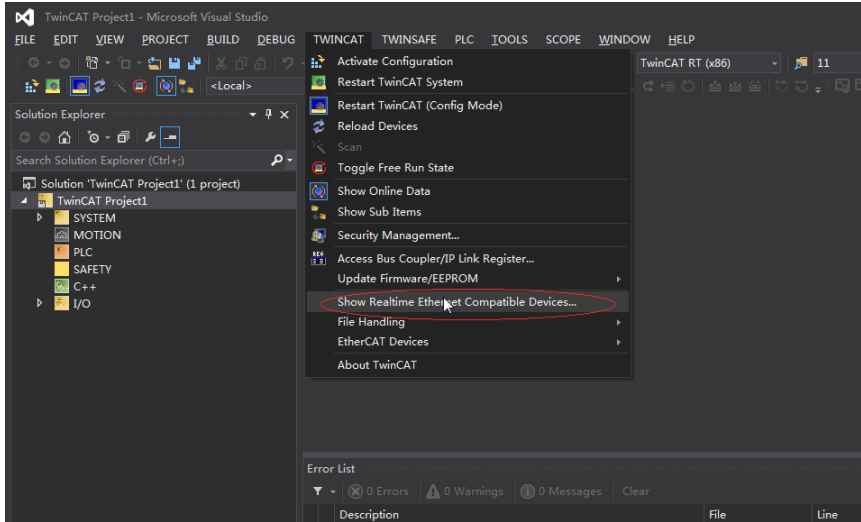 TwinCAT Project1 - Microsoft Visual Studio
FILE EDIT VIEW PROJECT BUILD DEBUG TWINCAT TWINSAFE PLC TOOLS SCOPE WINDOW HELP
TwinCAT RT (x86) 11
<Local>
Solution Explorer
Search Solution Explorer (Ctrl+;)
Solution 'TwinCAT Project1' (1 project)
TwinCAT Project1
SYSTEM
MOTION
PLC
SAFETY
C++
I/O
Activate Configuration
Restart TwinCAT System
Restart TwinCAT (Config Mode)
Reload Devices
Scan
Toggle Free Run State
Show Online Data
Show Sub Items
Security Management...
Access Bus Coupler/IP Link Register...
Update Firmware/EEPROM
Show Realtime Ethernet Compatible Devices...
File Handling
EtherCAT Devices
About TwinCAT
Error List
0 Errors 0 Warnings 0 Messages Clear
Description File Line